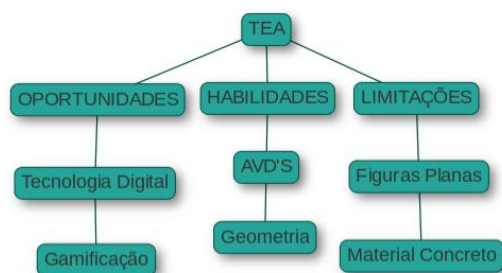 TEA
OPORTUNIDADES
HABILIDADES
LIMITAÇÕES
Tecnologia Digital
AVD'S
Figuras Planas
Gamificação
Geometria
Material Concreto